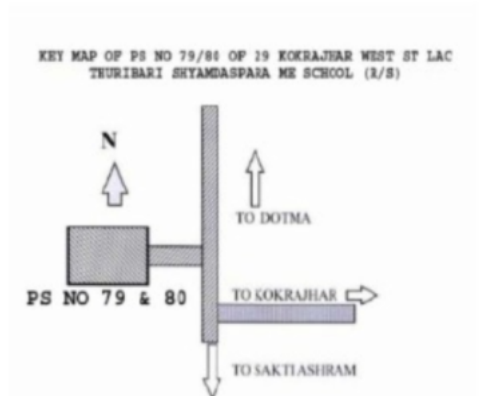 KEY MAP OF PS NO 79/80 OF 29 KOKRAJHAR WEST ST LAC
THURIBARI SHYAMDASPARA ME SCHOOL (R/S)
N
TO DOTMA
PS NO 79 & 80
TO KOKRAJHAR
TO SAKTIASHRAM